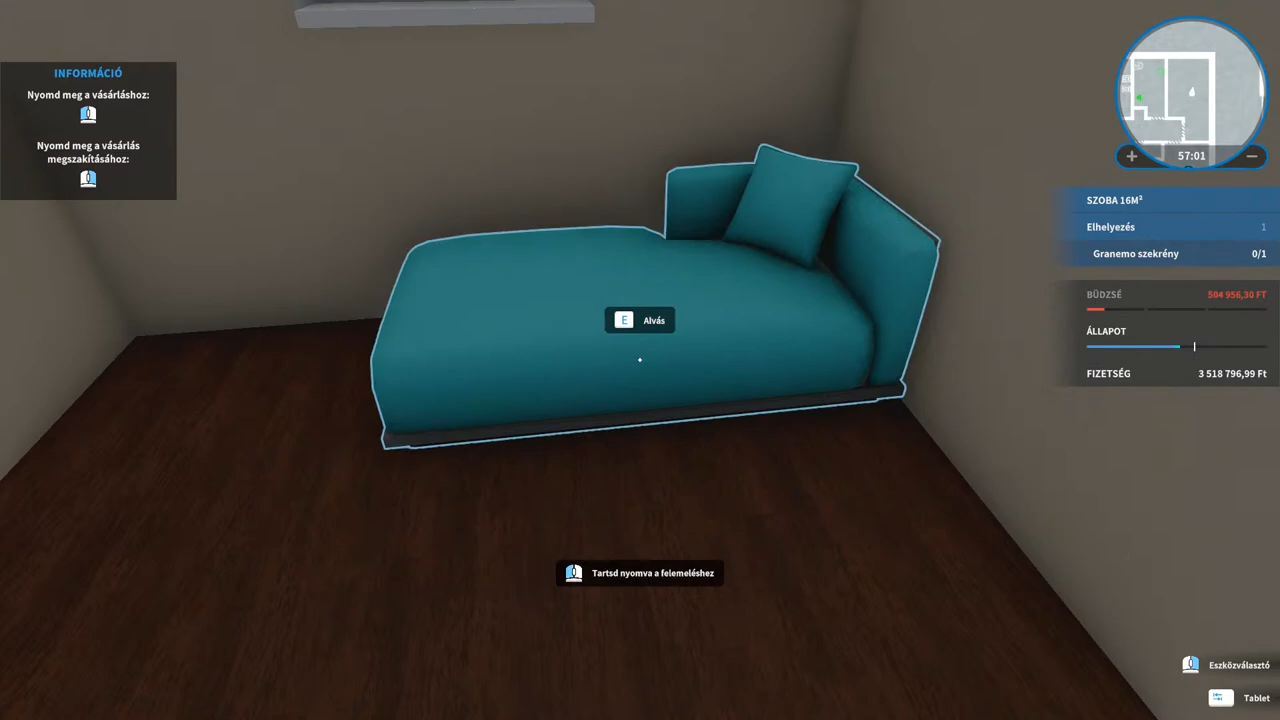 INFORMÁCIÓ
Nyomd meg a vásárláshoz:
Nyomd meg a vásárlás
megszakításához:
57:01
SZOBA 16M²
Elhelyezés 1
Granemo szekrény 0/1
BÜDZSÉ 504 956,30 FT
ÁLLAPOT
FIZETSÉG 3 518 796,99 Ft
E Alvás
Tartsd nyomva a felemeléshez
Eszközválasztó
Tablet